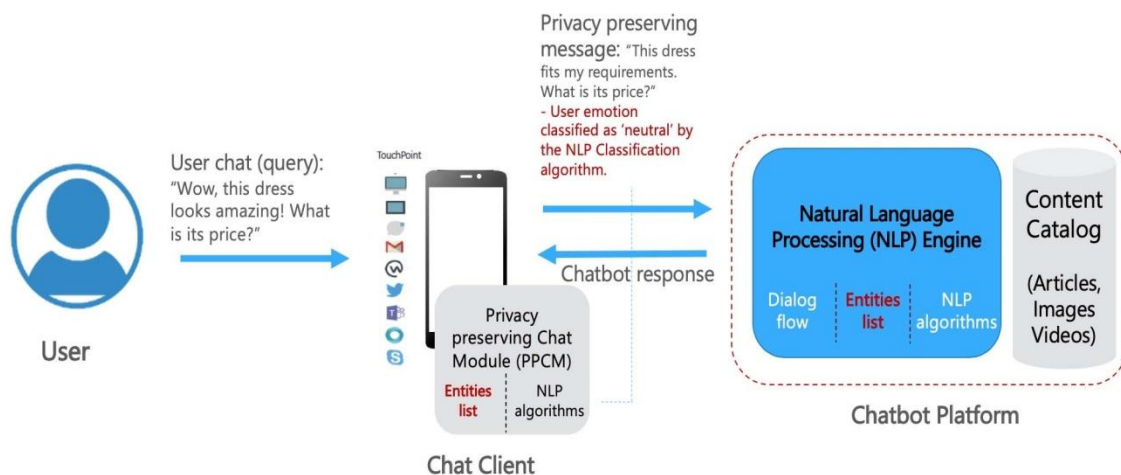 User chat (query):
"Wow, this dress
looks amazing! What
is its price?"
User
TouchPoint
Privacy
preserving Chat
Module (PPCM)
Entities
list
NLP
algorithms
Chat Client
Privacy preserving
message: "This dress
fits my requirements.
What is its price?"
- User emotion
classified as 'neutral' by
the NLP Classification
algorithm.
Chatbot response
Natural Language
Processing (NLP) Engine
Dialog
flow
Entities
list
NLP
algorithms
Content
Catalog
(Articles,
Images
Videos)
Chatbot Platform